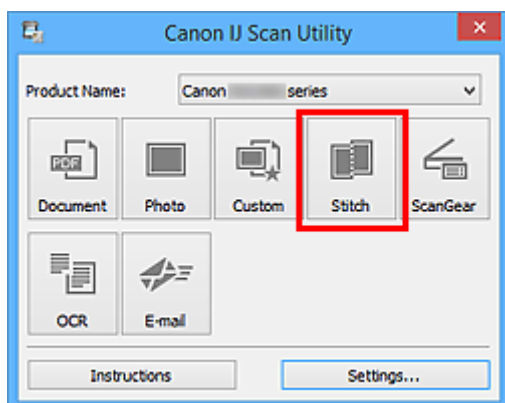 Canon IJ Scan Utility
Product Name: Canon series
PDF
Document Photo Custom Stitch ScanGear
OCR E-mail
Instructions Settings...